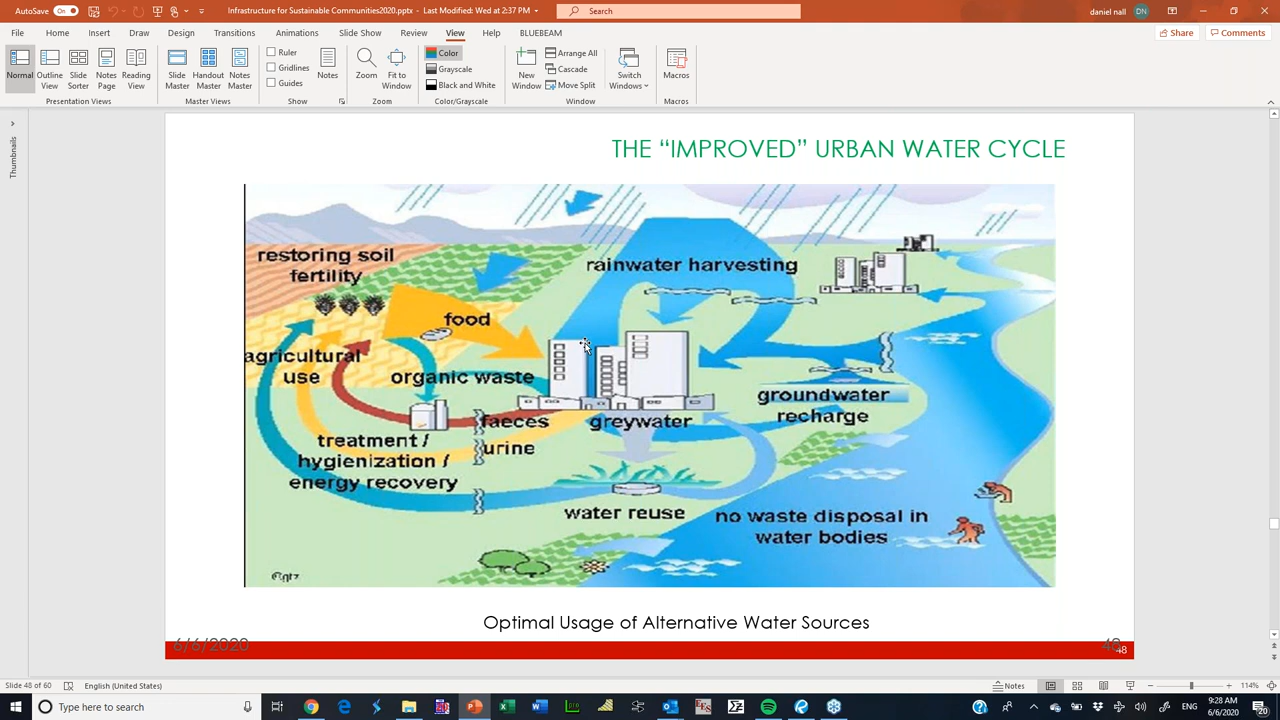 AutoSave On Infrastructure for Sustainable Communities2020.pptx - Last Modified: Wed at 2:37 PM Search daniel nall DN
File Home Insert Draw Design Transitions Animations Slide Show Review View Help BLUEBEAM Share Comments
Normal Outline View Slide Sorter Notes Page Reading View
Slide Master Handout Master Notes Master
Ruler
Gridlines
Guides
Notes
Zoom Fit to Window
Color
Grayscale
Black and White
New Window
Arrange All
Cascade
Move Split
Switch Windows
Macros
Presentation Views Master Views Show Zoom Color/Grayscale Window Macros
Thumbnails
THE “IMPROVED” URBAN WATER CYCLE
restoring soil
fertility
rainwater harvesting
food
agricultural
use
organic waste
groundwater
recharge
faeces
greywater
urine
treatment /
hygienization /
energy recovery
water reuse
no waste disposal in
water bodies
©gtz
Optimal Usage of Alternative Water Sources
6/6/2020
48
48
Slide 48 of 60 English (United States) Notes 114%
Type here to search
9:28 AM
6/6/2020
20